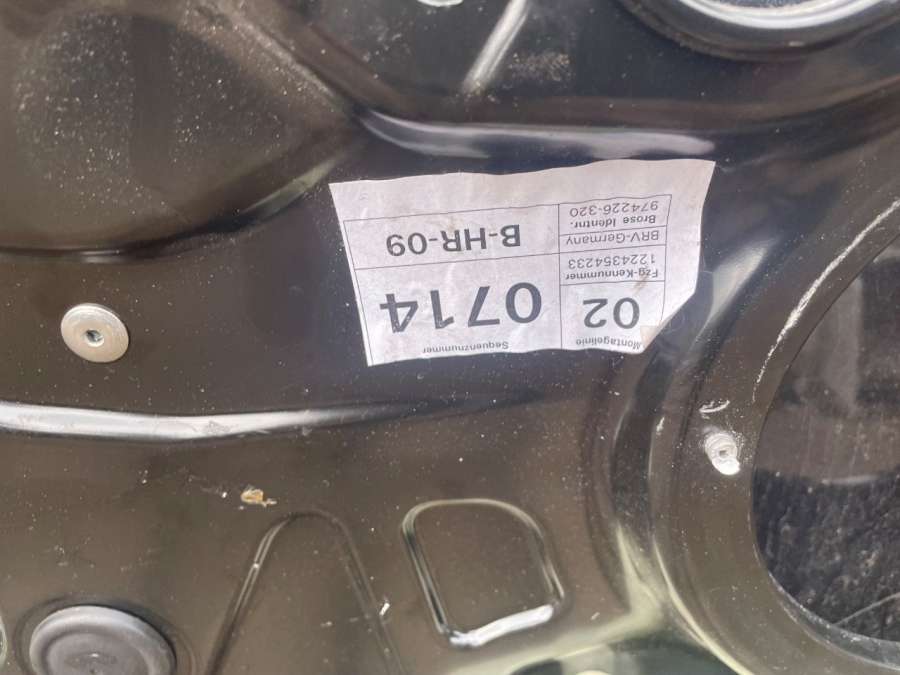 Montagelinie
02
Sequenznummer
0714
Fzg-Kennummer
1224354233
BRV-Germany
B-HR-09
Brose Identnr.
974226-320